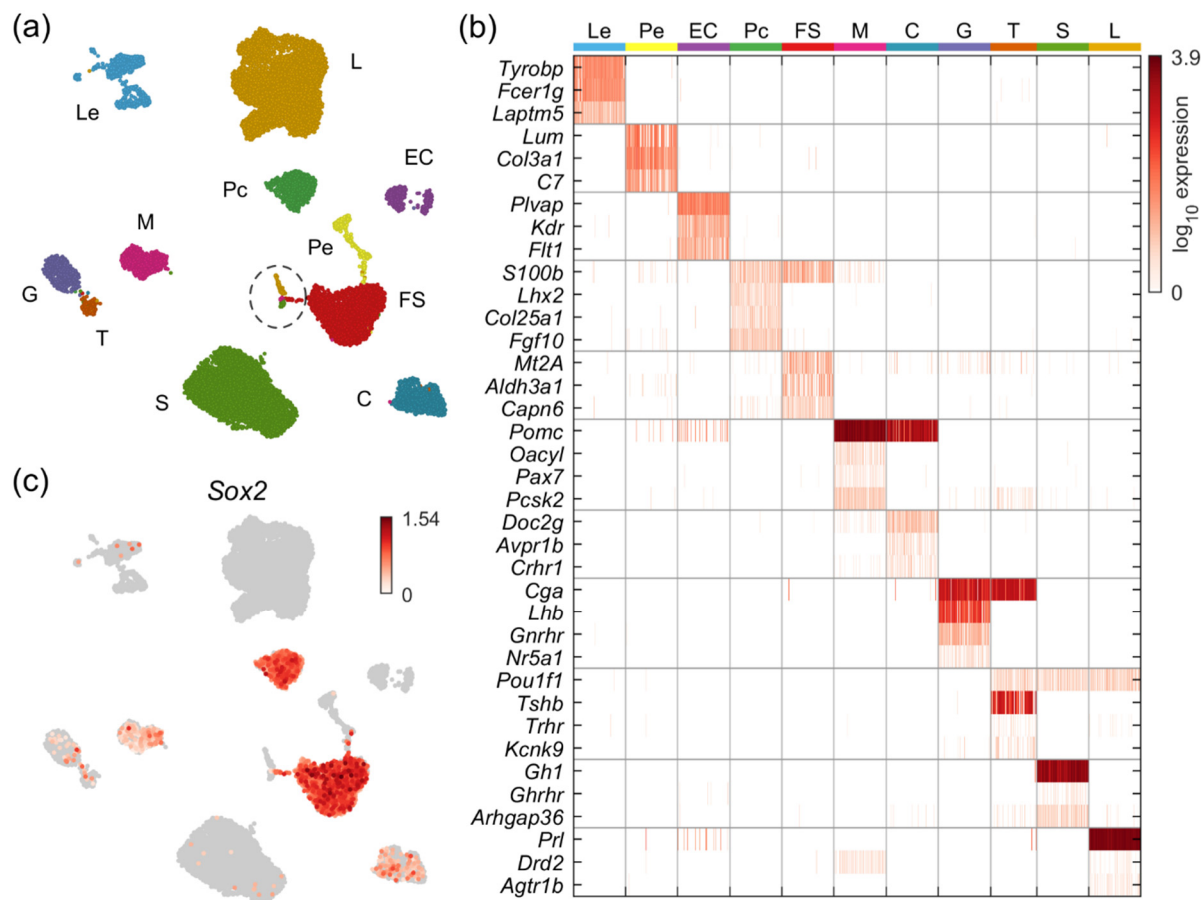 (a)
L
Le
EC
Pc
M
Pe
G
FS
T
S
C
(b)
Le Pe EC Pc FS M C G T S L
Tyrobp
Fcer1g
Laptm5
Lum
Col3a1
C7
Plvap
Kdr
Flt1
S100b
Lhx2
Col25a1
Fgf10
Mt2A
Aldh3a1
Capn6
Pomc
Oacyl
Pax7
Pcsk2
Doc2g
Avpr1b
Crhr1
Cga
Lhb
Gnrhr
Nr5a1
Pou1f1
Tshb
Trhr
Kcnk9
Gh1
Ghrhr
Arhgap36
Prl
Drd2
Agtr1b
3.9
log10 expression
0
(c)
Sox2
1.54
0